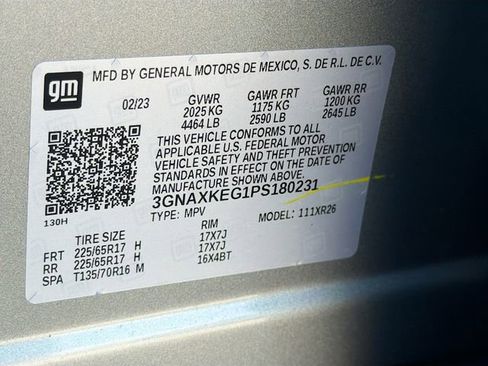 gm
MFD BY GENERAL MOTORS DE MEXICO, S. DE R.L. DE C.V.
02/23 GVWR GAWR FRT GAWR RR
2025 KG 1175 KG 1200 KG
4464 LB 2590 LB 2645 LB
THIS VEHICLE CONFORMS TO ALL
APPLICABLE U.S. FEDERAL MOTOR
VEHICLE SAFETY AND THEFT PREVENTION
STANDARDS IN EFFECT ON THE DATE OF
MANUFACTURE SHOWN ABOVE.
3GNAXKEG1PS180231
130H
TYPE: MPV MODEL: 111XR26
TIRE SIZE RIM
FRT 225/65R17 H 17X7J
RR 225/65R17 H 17X7J
SPA T135/70R16 M 16X4BT